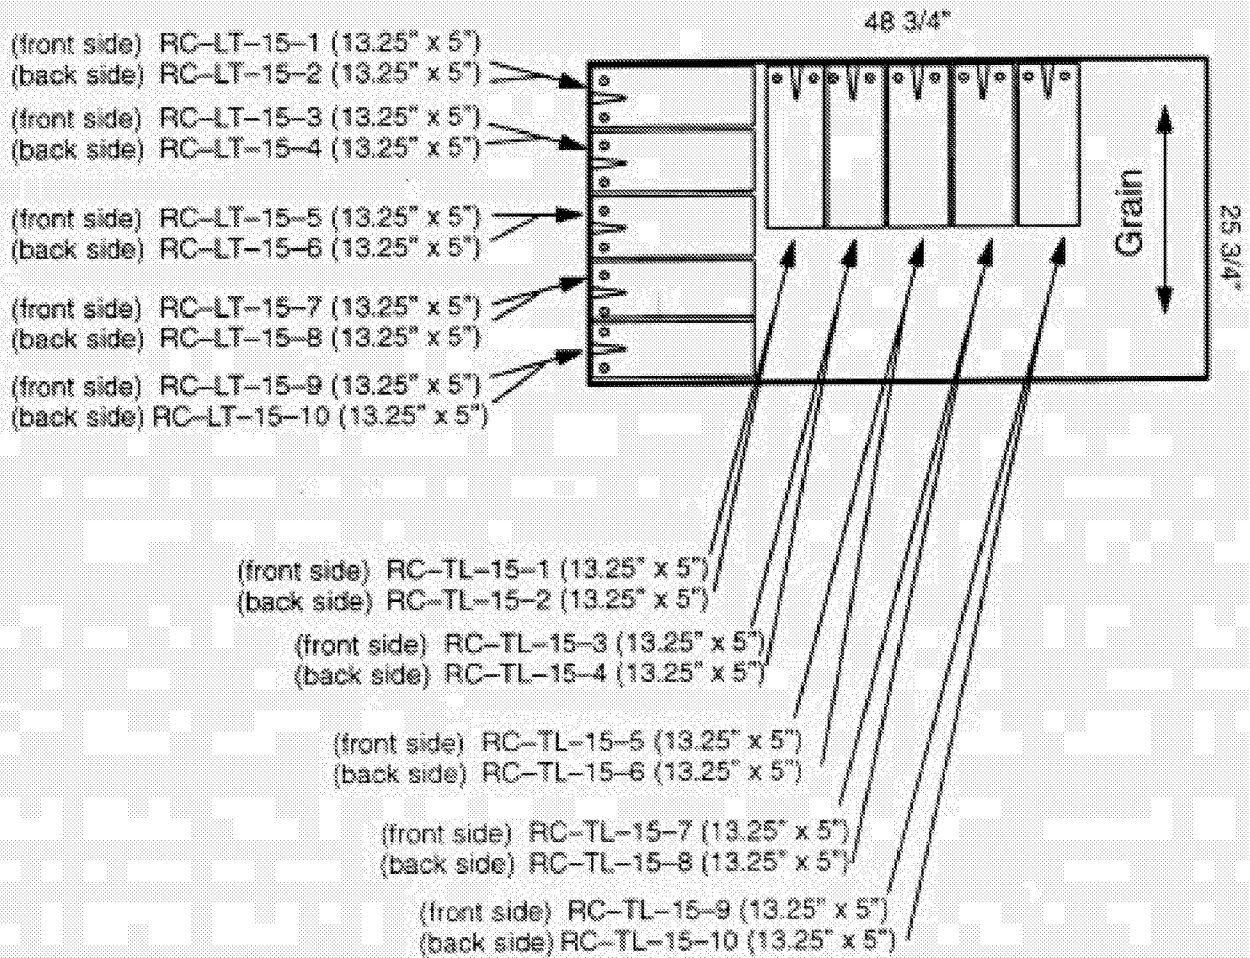 48 3/4"
(front side) RC–LT–15–1 (13.25" x 5")
(back side) RC–LT–15–2 (13.25" x 5")
(front side) RC–LT–15–3 (13.25" x 5")
(back side) RC–LT–15–4 (13.25" x 5")
(front side) RC–LT–15–5 (13.25" x 5")
(back side) RC–LT–15–6 (13.25" x 5")
(front side) RC–LT–15–7 (13.25" x 5")
(back side) RC–LT–15–8 (13.25" x 5")
(front side) RC–LT–15–9 (13.25" x 5")
(back side) RC–LT–15–10 (13.25" x 5")
Grain
25 3/4"
(front side) RC–TL–15–1 (13.25" x 5")
(back side) RC–TL–15–2 (13.25" x 5")
(front side) RC–TL–15–3 (13.25" x 5")
(back side) RC–TL–15–4 (13.25" x 5")
(front side) RC–TL–15–5 (13.25" x 5")
(back side) RC–TL–15–6 (13.25" x 5")
(front side) RC–TL–15–7 (13.25" x 5")
(back side) RC–TL–15–8 (13.25" x 5")
(front side) RC–TL–15–9 (13.25" x 5")
(back side) RC–TL–15–10 (13.25" x 5")